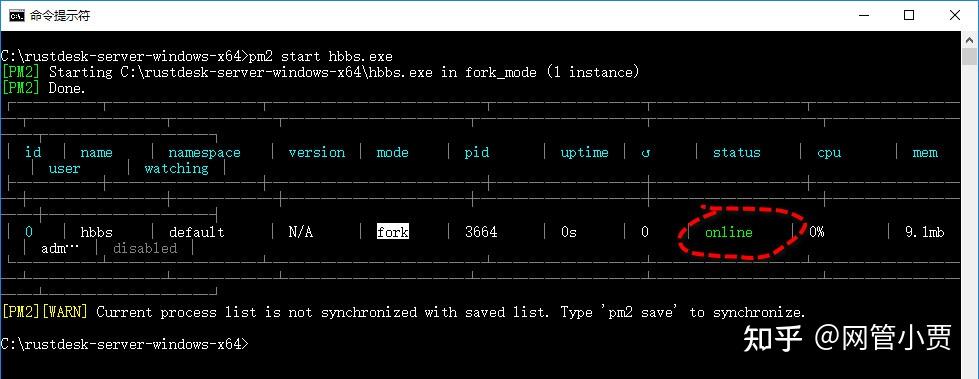 命令提示符
C:\rustdesk-server-windows-x64>pm2 start hbbs.exe
[PM2] Starting C:\rustdesk-server-windows-x64\hbbs.exe in fork_mode (1 instance)
[PM2] Done.
id name namespace version mode pid uptime ↺ status cpu mem
user watching
0 hbbs default N/A fork 3664 0s 0 online 0% 9.1mb
adm… disabled
[PM2][WARN] Current process list is not synchronized with saved list. Type 'pm2 save' to synchronize.
C:\rustdesk-server-windows-x64>
知乎 @网管小贾